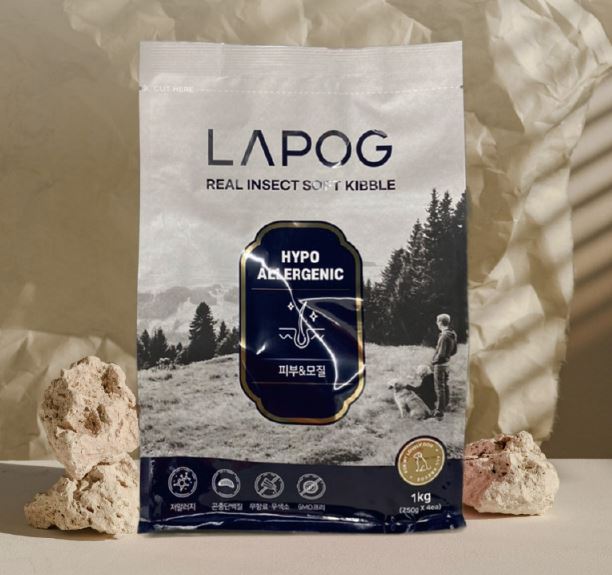 CUT HERE
LAPOG
REAL INSECT SOFT KIBBLE
HYPO
ALLERGENIC
피부&모질
저알러지
곤충단백질
무항료·무색소
GMO프리
1kg
(250g X 4ea)